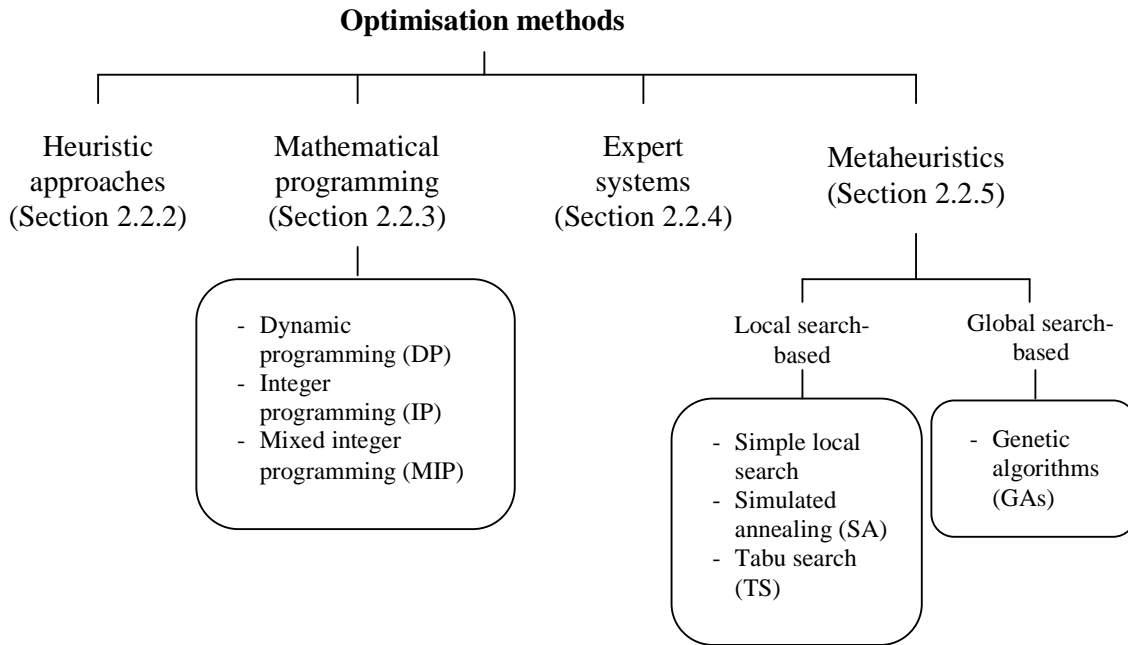 Optimisation methods
Heuristic
approaches
(Section 2.2.2)
Mathematical
programming
(Section 2.2.3)
Expert
systems
(Section 2.2.4)
Metaheuristics
(Section 2.2.5)
- Dynamic
programming (DP)
- Integer
programming (IP)
- Mixed integer
programming (MIP)
Local search-
based
Global search-
based
- Simple local
search
- Simulated
annealing (SA)
- Tabu search
(TS)
- Genetic
algorithms
(GAs)